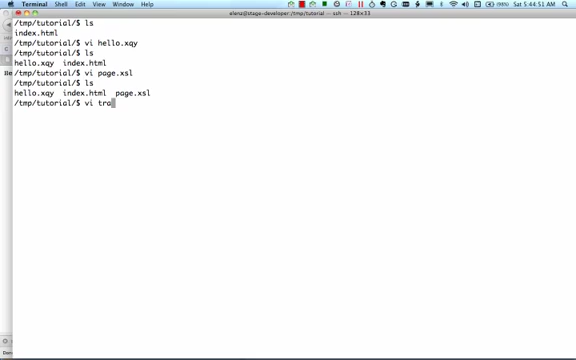 Terminal Shell Edit View Window Help
(98%) Sat 5:44:51 AM
elenz@stage-developer:/tmp/tutorial — ssh — 128×33
/tmp/tutorial/$ ls
index.html
/tmp/tutorial/$ vi hello.xqy
/tmp/tutorial/$ ls
hello.xqy index.html
/tmp/tutorial/$ vi page.xsl
/tmp/tutorial/$ ls
hello.xqy index.html page.xsl
/tmp/tutorial/$ vi tra